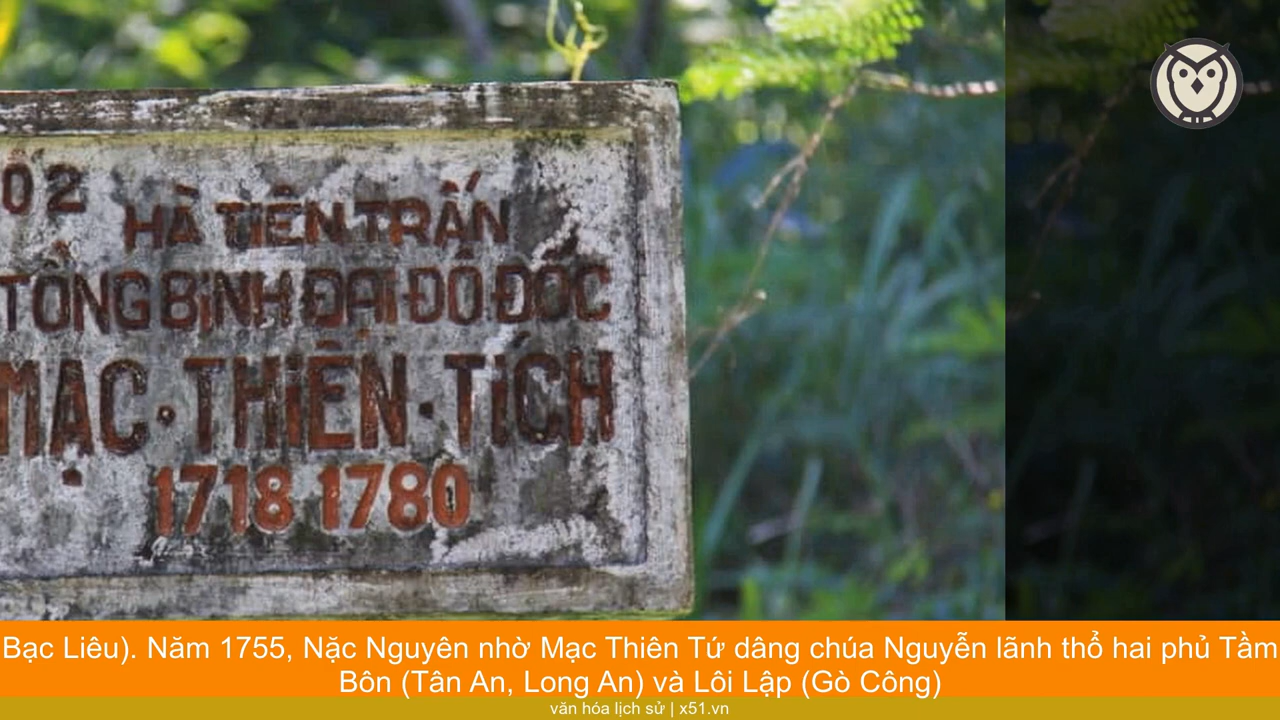 02
HÀ TIÊN TRẤN
TỔNG BiNH ĐẠI ĐÔ ĐỐC
MẠC·THiÊN·TíCH
1718 1780
Bạc Liêu). Năm 1755, Nặc Nguyên nhờ Mạc Thiên Tứ dâng chúa Nguyễn lãnh thổ hai phủ Tầm
Bôn (Tân An, Long An) và Lôi Lập (Gò Công)
văn hóa lịch sử | x51.vn